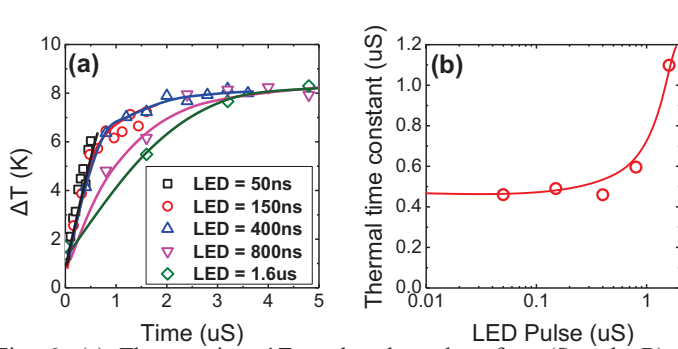 (a)
10
8
6
4
2
0
ΔT (K)
LED = 50ns
LED = 150ns
LED = 400ns
LED = 800ns
LED = 1.6us
0 1 2 3 4 5
Time (uS)
(b)
1.2
1.0
0.8
0.6
0.4
0.2
0.0
Thermal time constant (uS)
0.01 0.1 1
LED Pulse (uS)